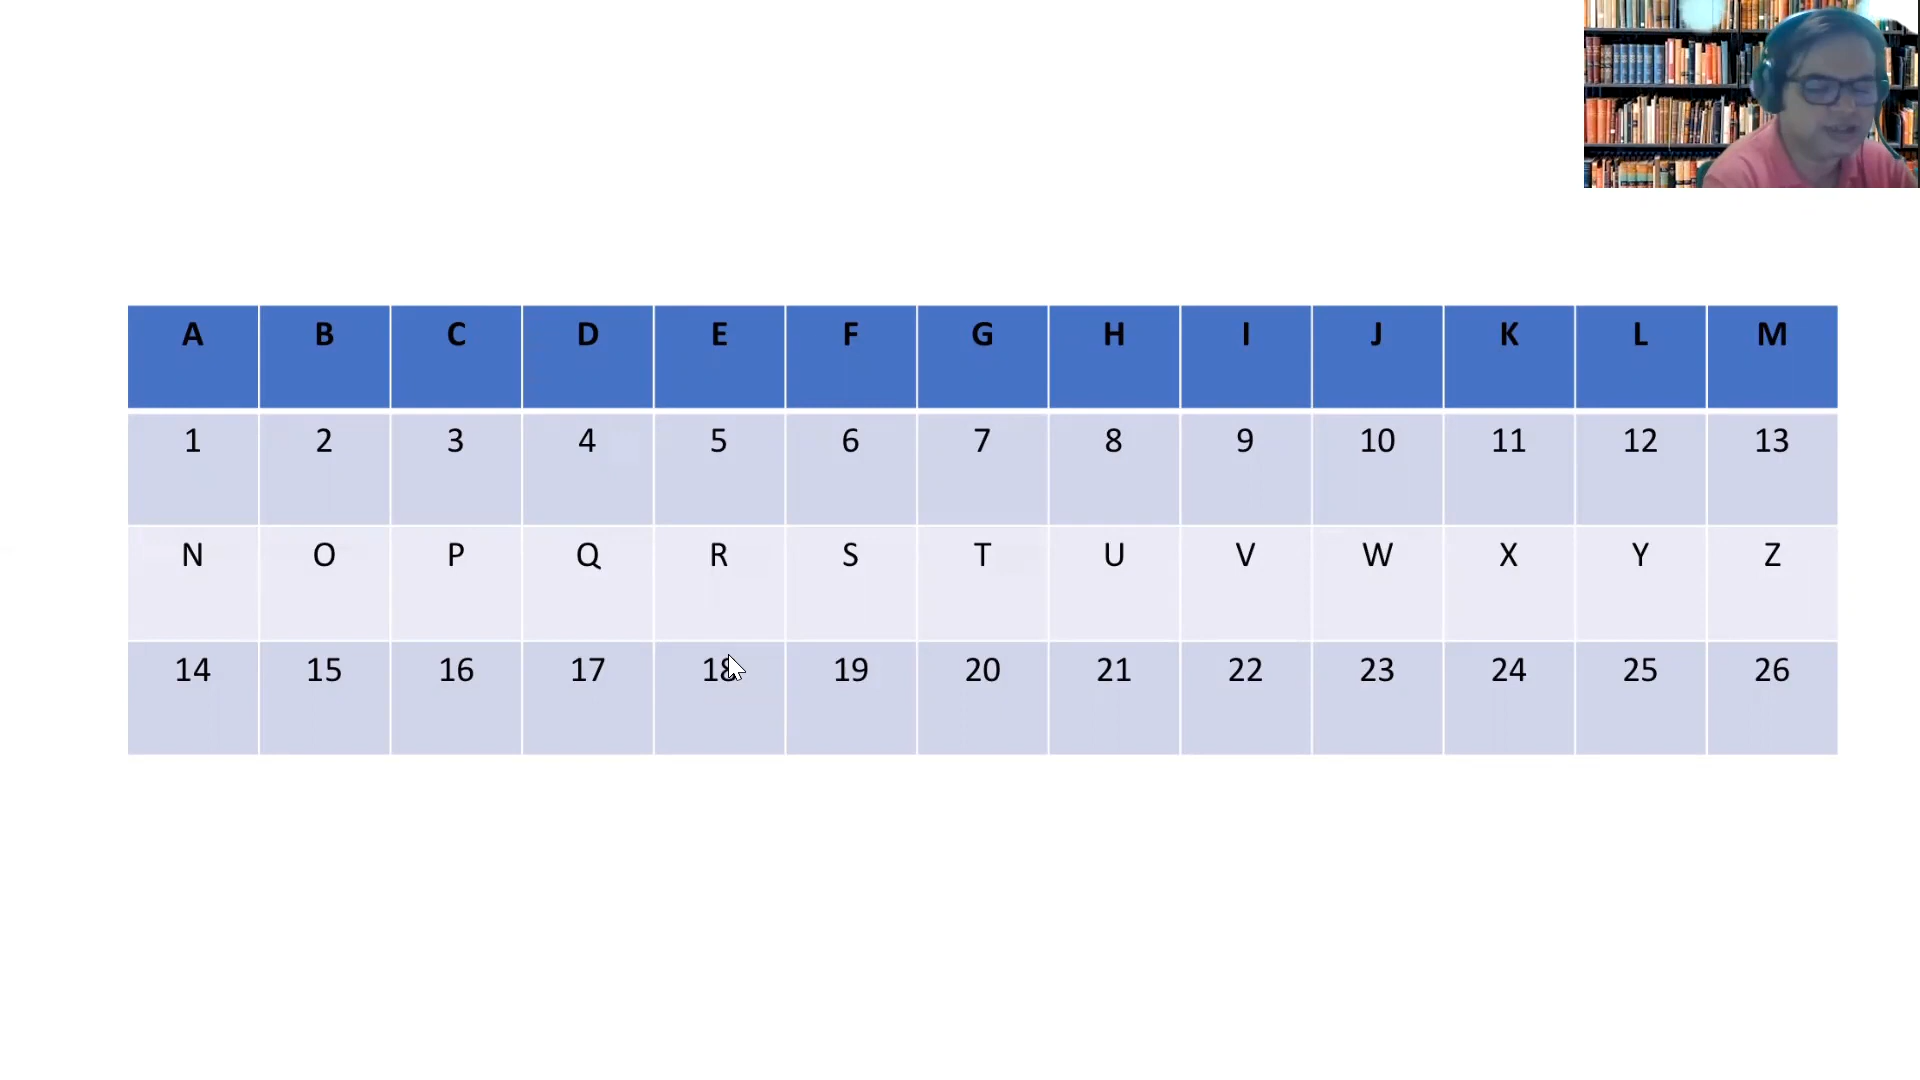 A B C D E F G H I J K L M
1 2 3 4 5 6 7 8 9 10 11 12 13
N O P Q R S T U V W X Y Z
14 15 16 17 18 19 20 21 22 23 24 25 26